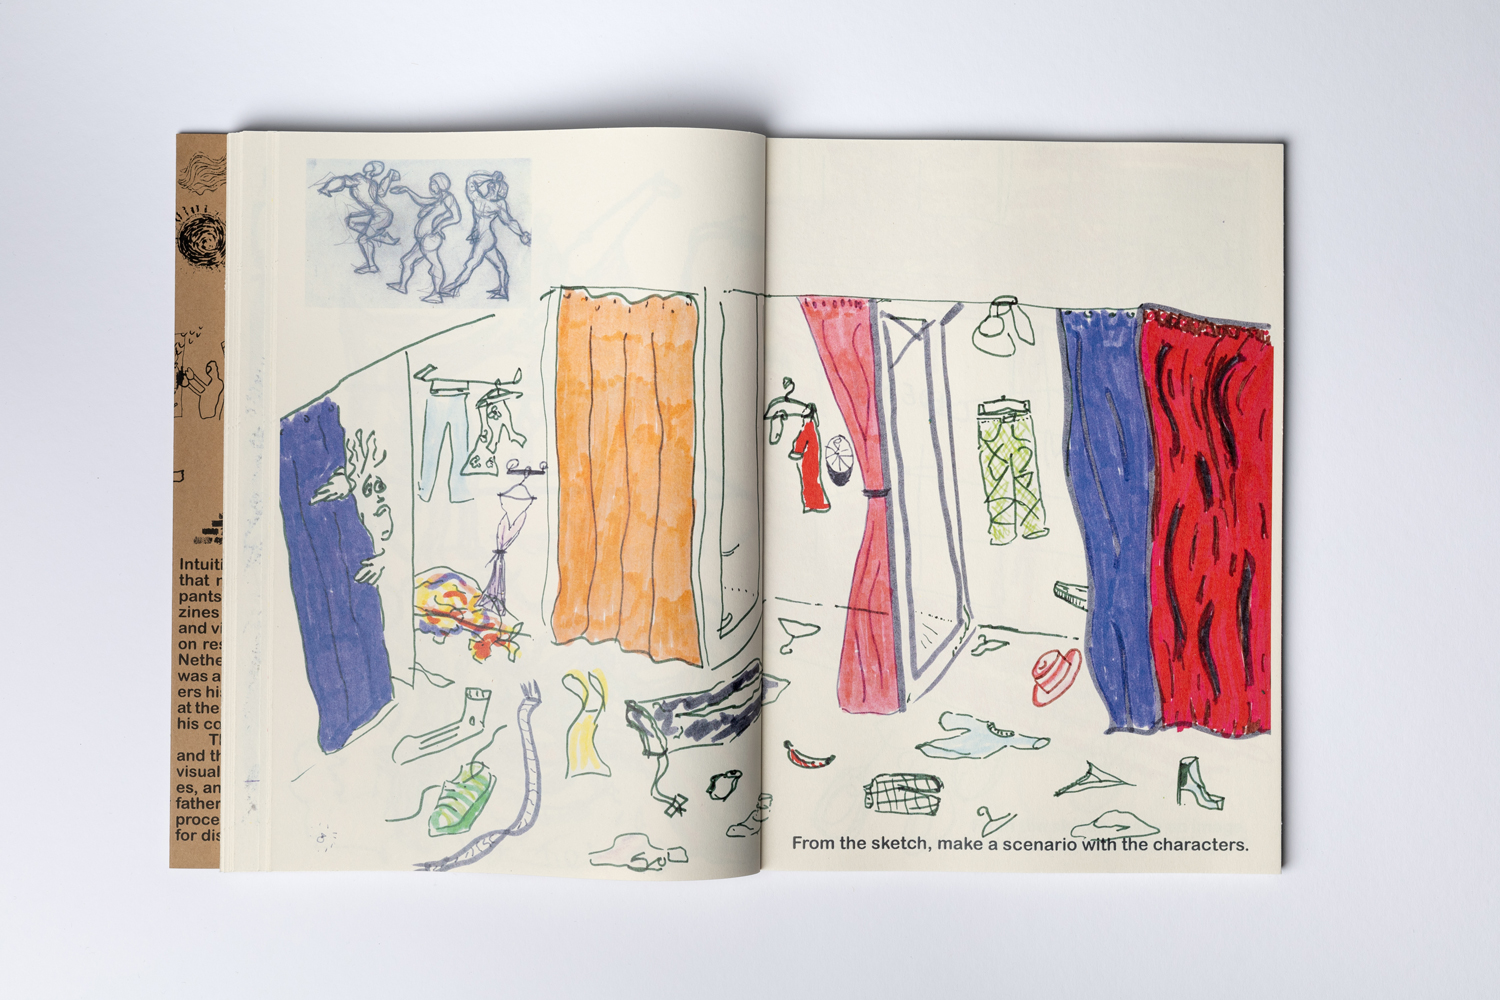 Intuiti
that
pants
zines
and vi
on res
Nethe
was a
ers his
at the
his co
Th
and th
visual
es, an
father
proce
for dis
From the sketch, make a scenario with the characters.